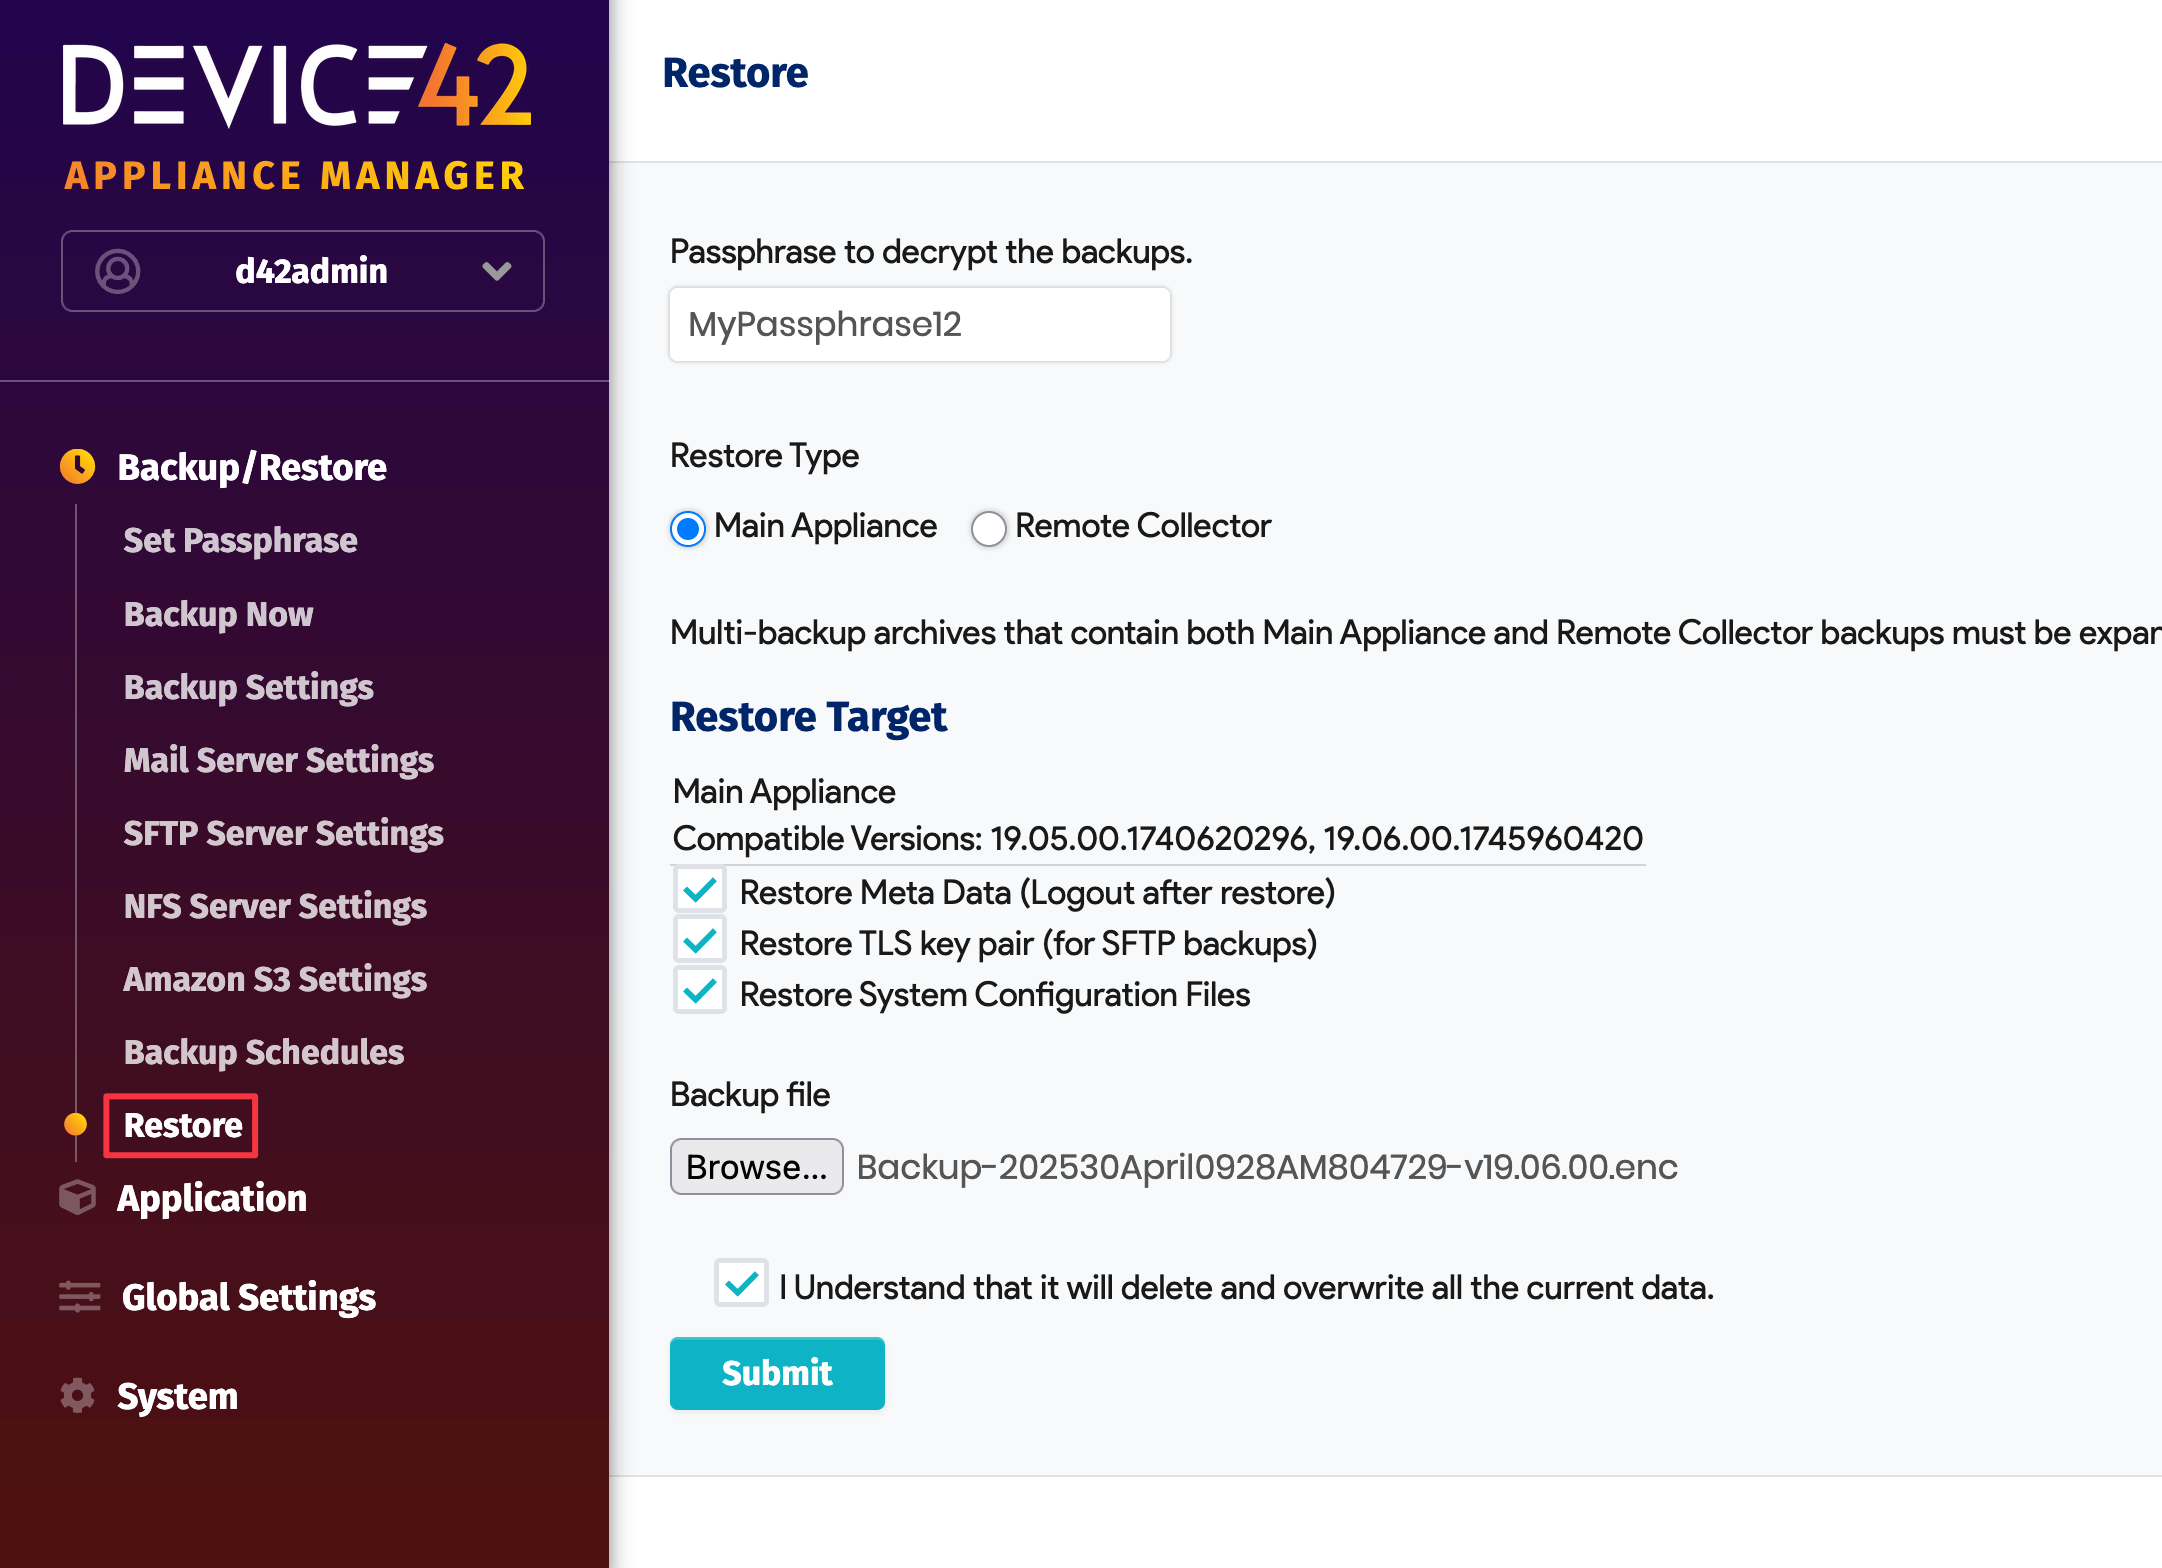 DEVICE42
APPLIANCE MANAGER
d42admin
Backup/Restore
Set Passphrase
Backup Now
Backup Settings
Mail Server Settings
SFTP Server Settings
NFS Server Settings
Amazon S3 Settings
Backup Schedules
Restore
Application
Global Settings
System
Restore
Passphrase to decrypt the backups.
MyPassphrase12
Restore Type
Main Appliance Remote Collector
Multi-backup archives that contain both Main Appliance and Remote Collector backups must be expan
Restore Target
Main Appliance
Compatible Versions: 19.05.00.1740620296, 19.06.00.1745960420
Restore Meta Data (Logout after restore)
Restore TLS key pair (for SFTP backups)
Restore System Configuration Files
Backup file
Browse... Backup-202530April0928AM804729-v19.06.00.enc
I Understand that it will delete and overwrite all the current data.
Submit